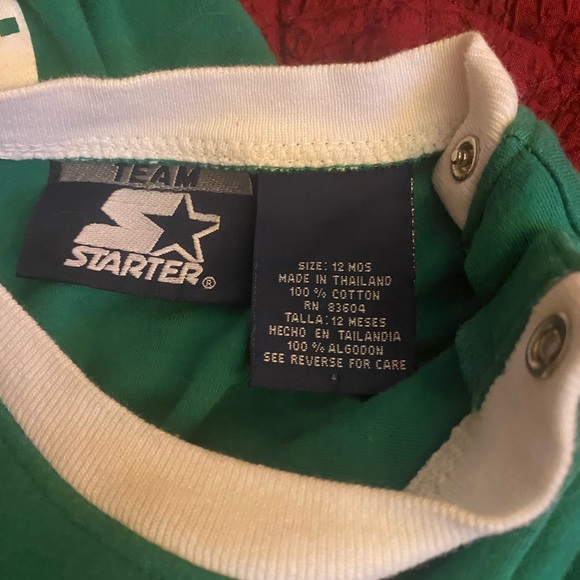 TEAM
STARTER®
SIZE: 12 MOS
MADE IN THAILAND
100 % COTTON
RN 83604
TALLA: 12 MESES
HECHO EN TAILANDIA
100 % ALGODON
SEE REVERSE FOR CARE